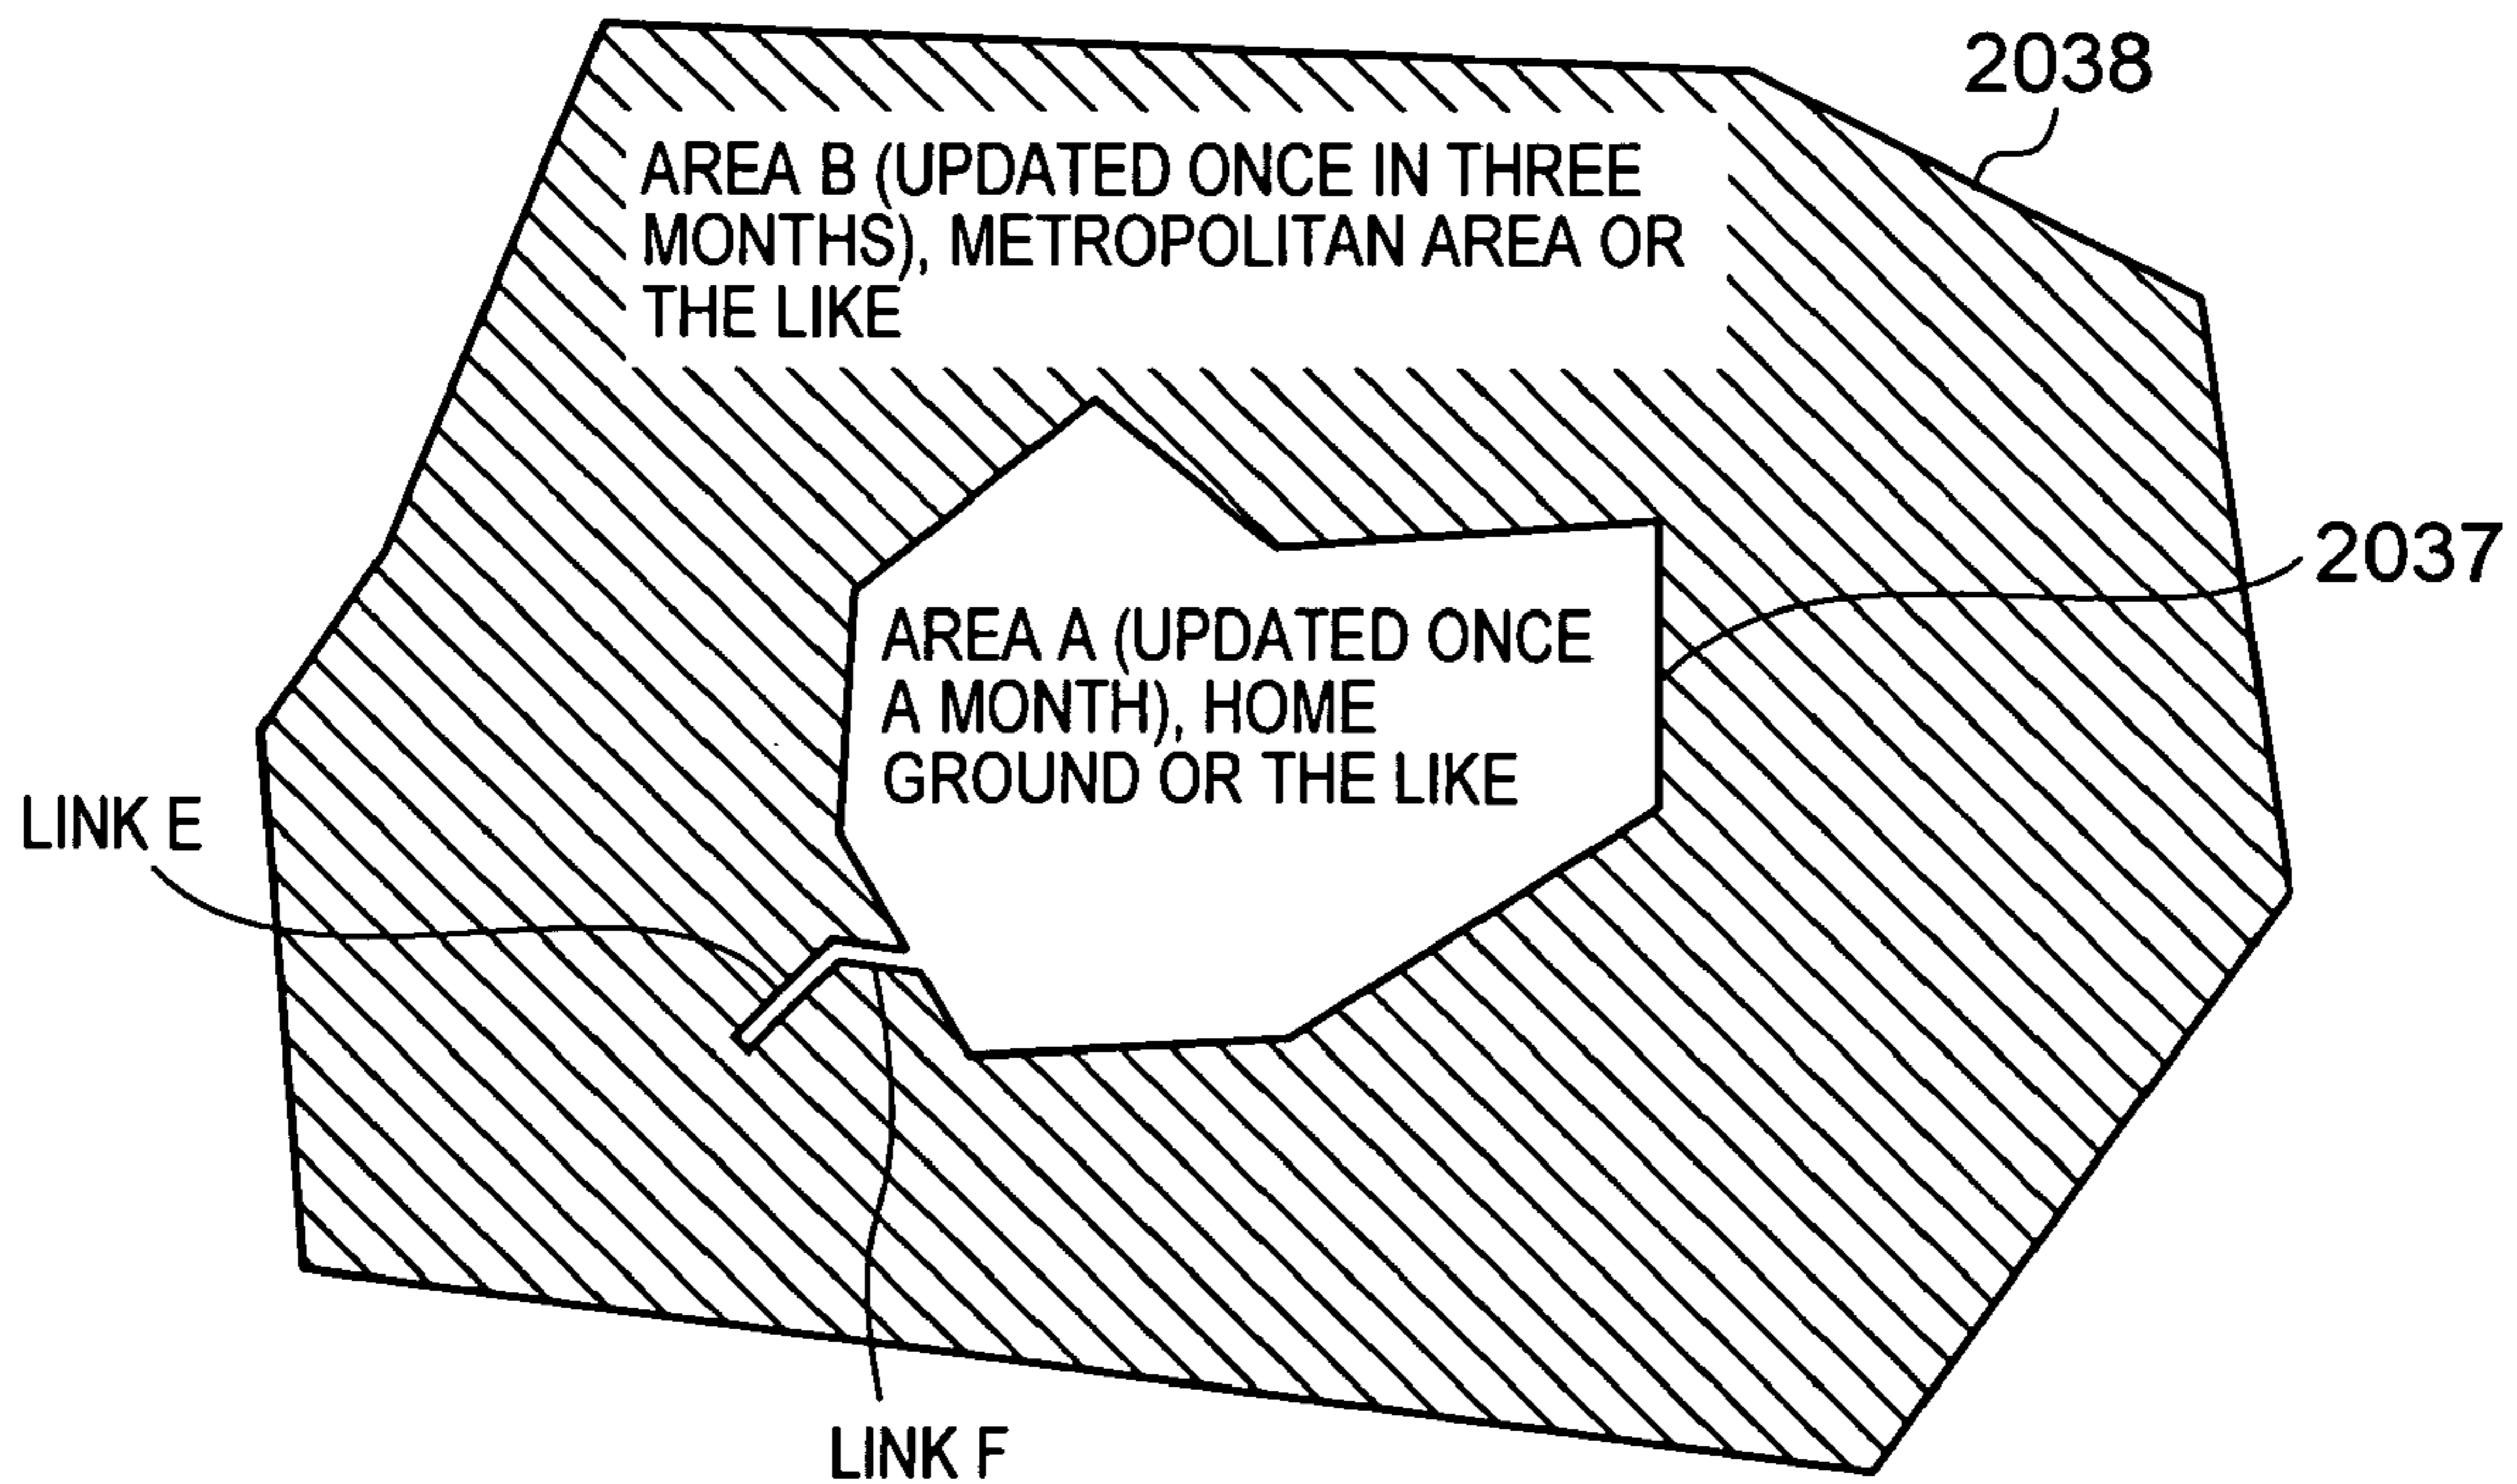 2038
AREA B (UPDATED ONCE IN THREE
MONTHS), METROPOLITAN AREA OR
THE LIKE
2037
AREA A (UPDATED ONCE
A MONTH), HOME
GROUND OR THE LIKE
LINK E
LINK F